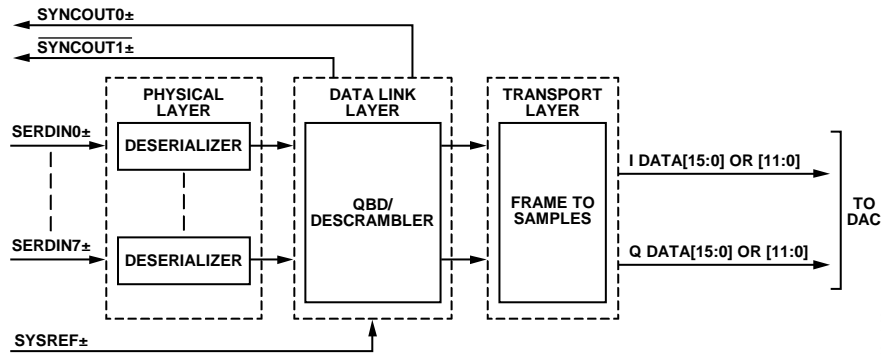 SYNCOUT0±
SYNCOUT1±
PHYSICAL
LAYER
DATA LINK
LAYER
TRANSPORT
LAYER
SERDIN0±
DESERIALIZER
I DATA[15:0] OR [11:0]
QBD/
DESCRAMBLER
FRAME TO
SAMPLES
TO
DAC
SERDIN7±
DESERIALIZER
Q DATA[15:0] OR [11:0]
SYSREF±